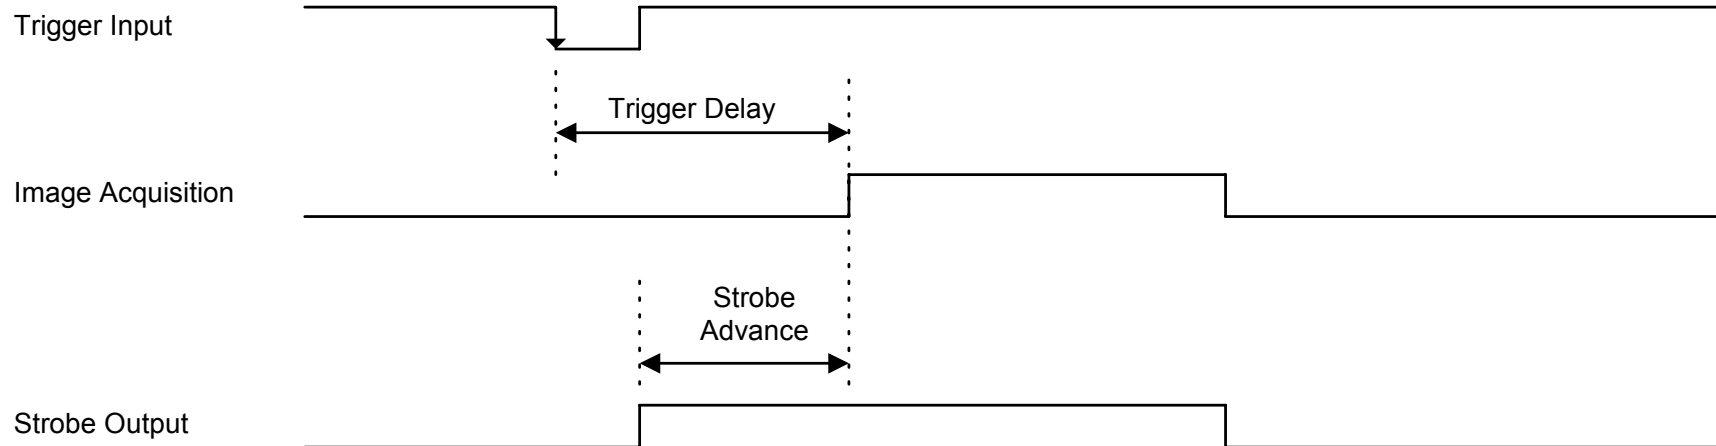 Trigger Input
Trigger Delay
Image Acquisition
Strobe
Advance
Strobe Output